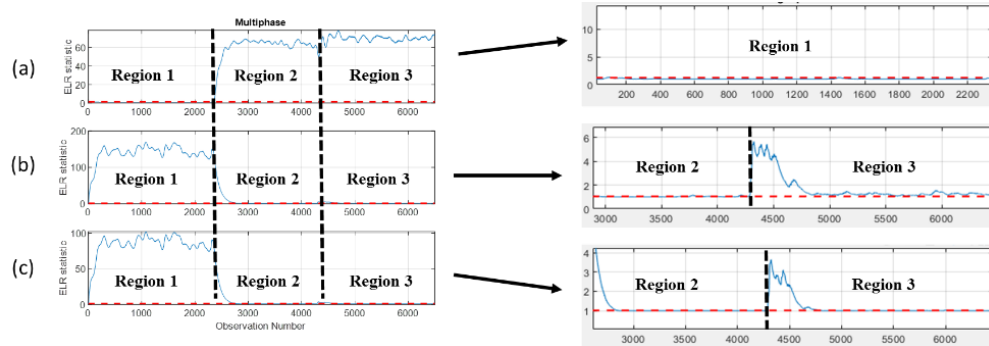 Multiphase
(a)
ELR statistic
60
40
20
0
Region 1 Region 2 Region 3
0 1000 2000 3000 4000 5000 6000
(b)
ELR statistic
200
100
0
Region 1 Region 2 Region 3
0 1000 2000 3000 4000 5000 6000
(c)
ELR statistic
100
50
0
Region 1 Region 2 Region 3
0 1000 2000 3000 4000 5000 6000
Observation Number
10
5
0
Region 1
200 400 600 800 1000 1200 1400 1600 1800 2000 2200
6
4
2
0
Region 2 Region 3
3000 3500 4000 4500 5000 5500 6000
4
3
2
1
Region 2 Region 3
3000 3500 4000 4500 5000 5500 6000